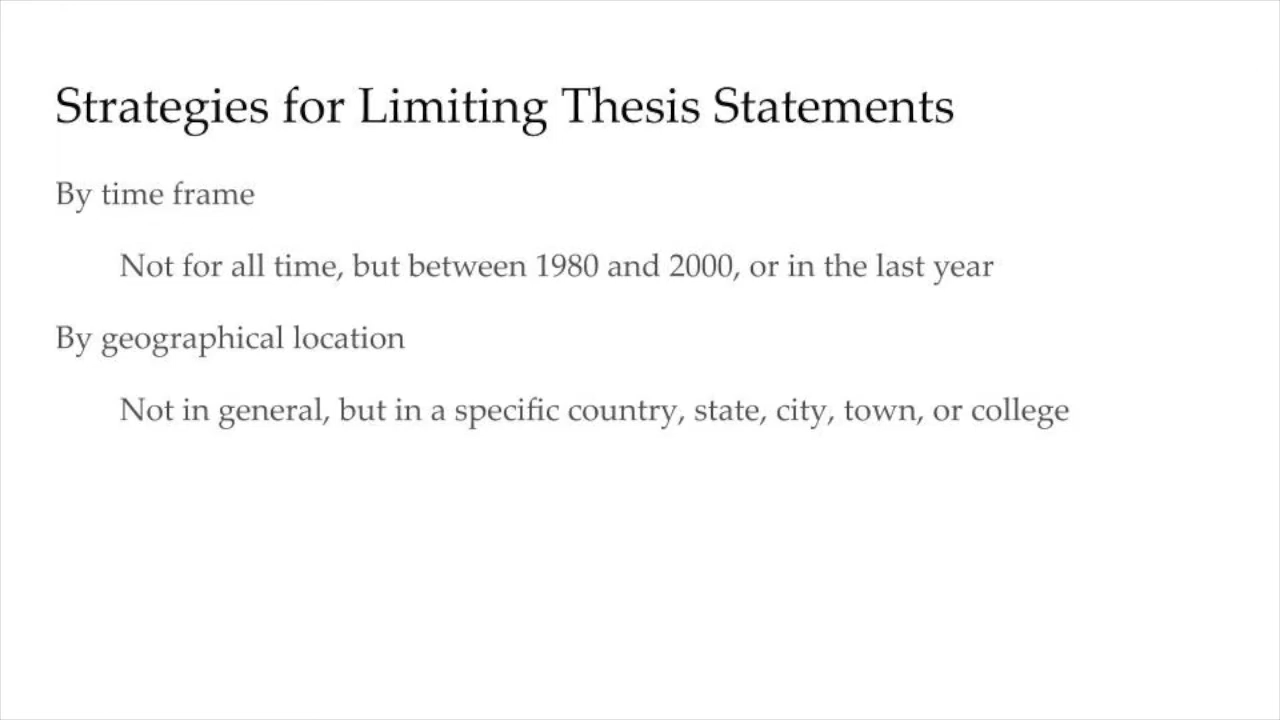 Strategies for Limiting Thesis Statements
By time frame
Not for all time, but between 1980 and 2000, or in the last year
By geographical location
Not in general, but in a specific country, state, city, town, or college